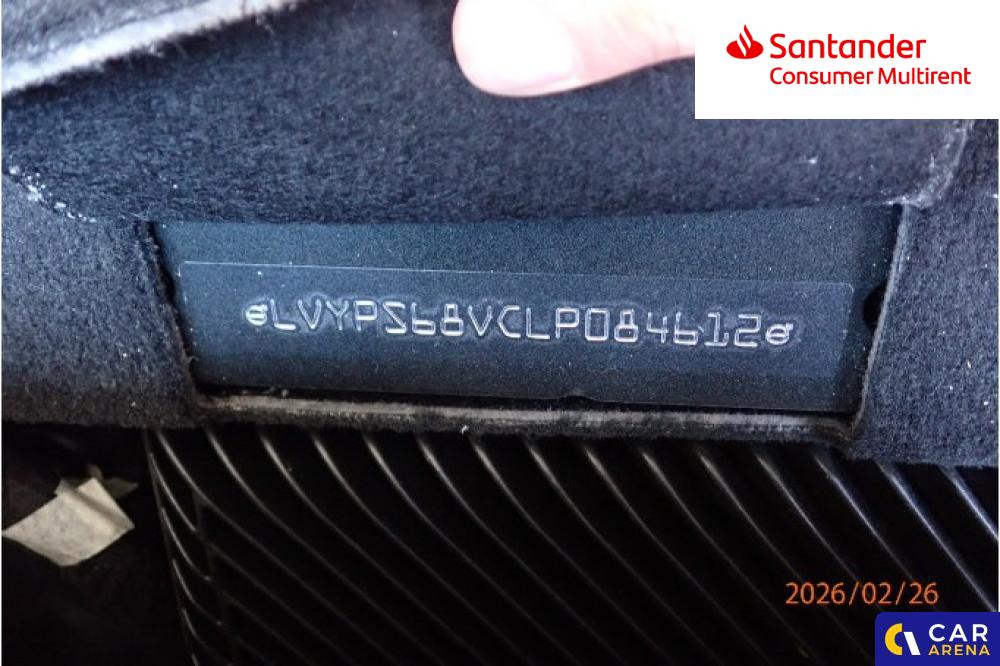 Santander
Consumer Multirent
LVYPS68VCLP084612
2026/02/26
CAR
ARENA